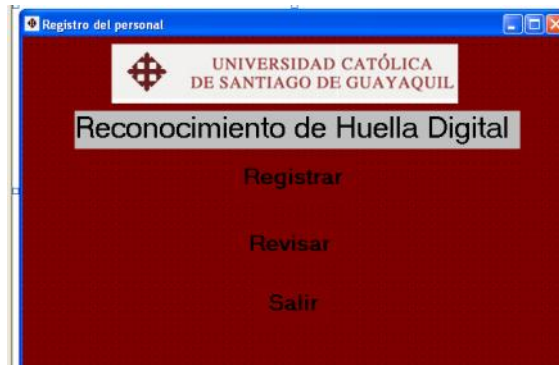 Registro del personal
UNIVERSIDAD CATÓLICA
DE SANTIAGO DE GUAYAQUIL
Reconocimiento de Huella Digital
Registrar
Revisar
Salir